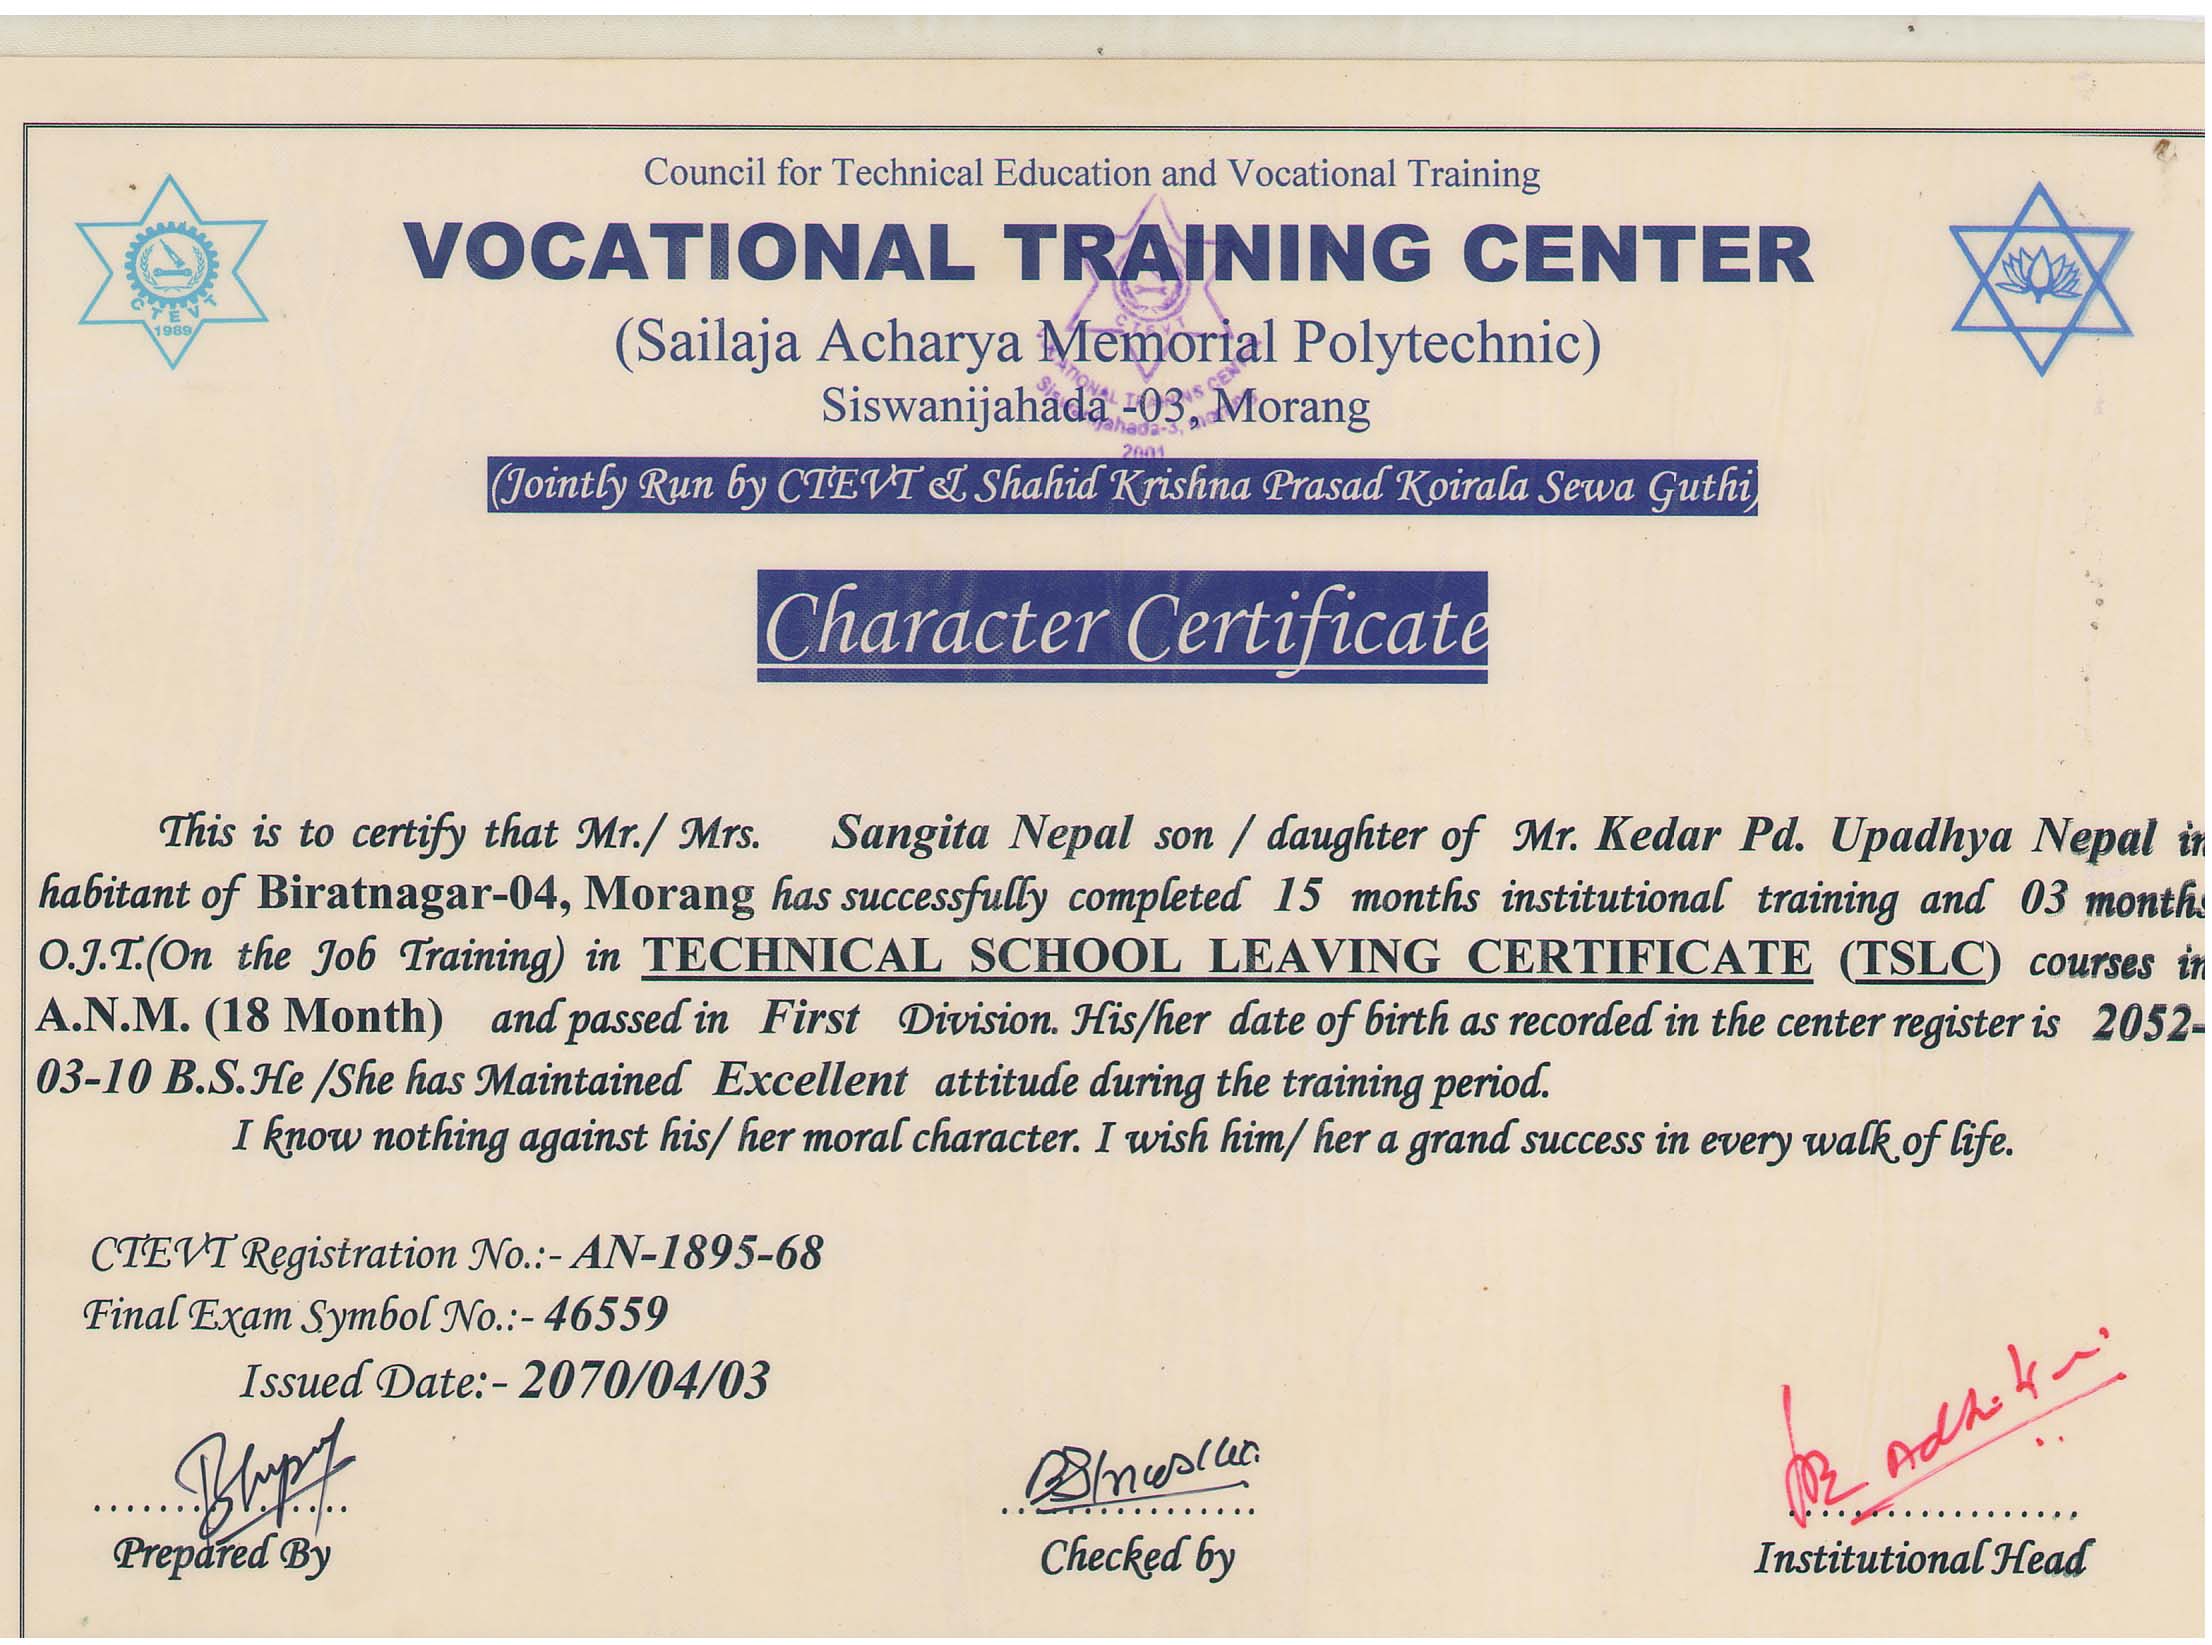 Council for Technical Education and Vocational Training
VOCATIONAL TRAINING CENTER
(Sailaja Acharya Memorial Polytechnic)
Siswanijahada -03, Morang
(Jointly Run by CTEVT & Shahid Krishna Prasad Koirala Sewa Guthi)
CTEVT
1989
CTEVT
VOCATIONAL TRAINING CENTER
Siswanijahada-3, Morang
2001
Character Certificate
This is to certify that Mr./ Mrs. Sangita Nepal son / daughter of Mr. Kedar Pd. Upadhya Nepal in
habitant of Biratnagar-04, Morang has successfully completed 15 months institutional training and 03 months
O.J.T.(On the Job Training) in TECHNICAL SCHOOL LEAVING CERTIFICATE (TSLC) courses in
A.N.M. (18 Month) and passed in First Division. His/her date of birth as recorded in the center register is 2052-
03-10 B.S.He /She has Maintained Excellent attitude during the training period.
I know nothing against his/ her moral character. I wish him/ her a grand success in every walk of life.
CTEVT Registration No.:- AN-1895-68
Final Exam Symbol No.:- 46559
Issued Date:- 2070/04/03
Prepared By
Checked by
Institutional Head